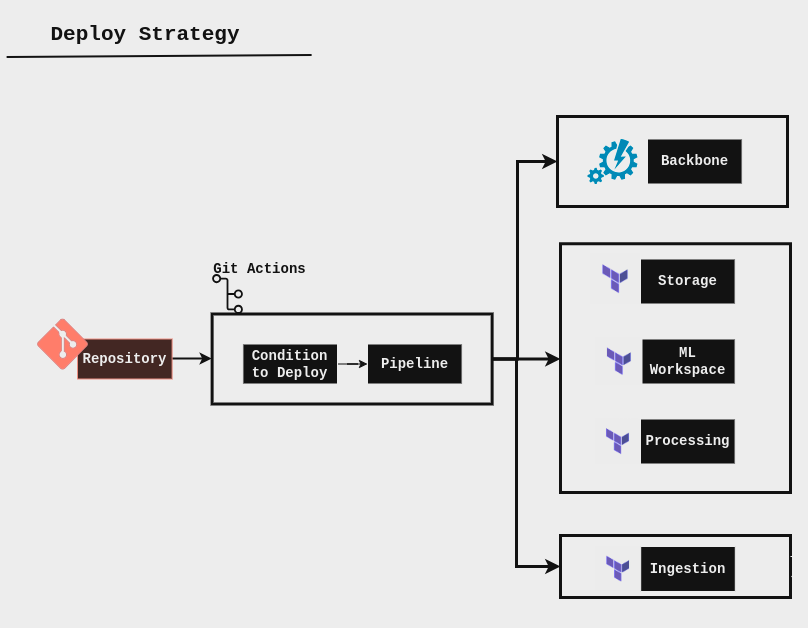 Deploy Strategy
Backbone
Git Actions
Storage
Repository
Condition
to Deploy
Pipeline
ML
Workspace
Processing
Ingestion